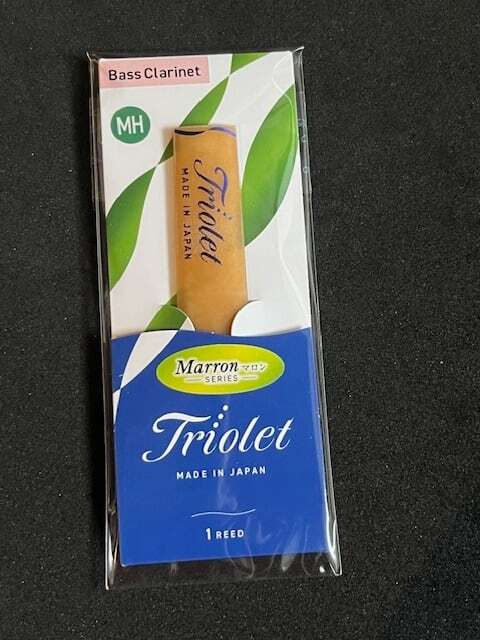 Bass Clarinet
MH
Triolet
MADE IN JAPAN
Marron マロン
SERIES
Triolet
MADE IN JAPAN
1 REED